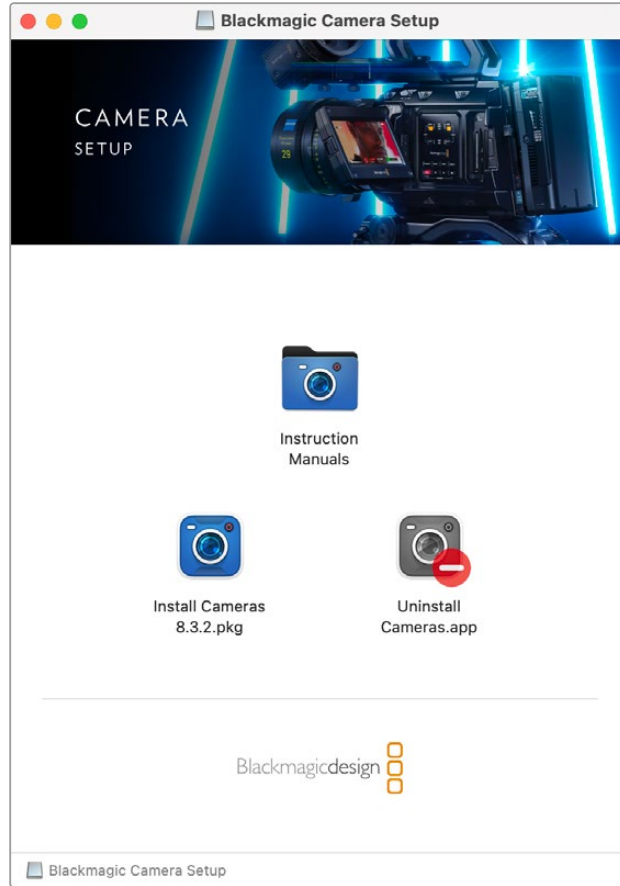 Blackmagic Camera Setup
CAMERA
SETUP
29
Instruction
Manuals
Install Cameras
8.3.2.pkg
Uninstall
Cameras.app
Blackmagicdesign
Blackmagic Camera Setup